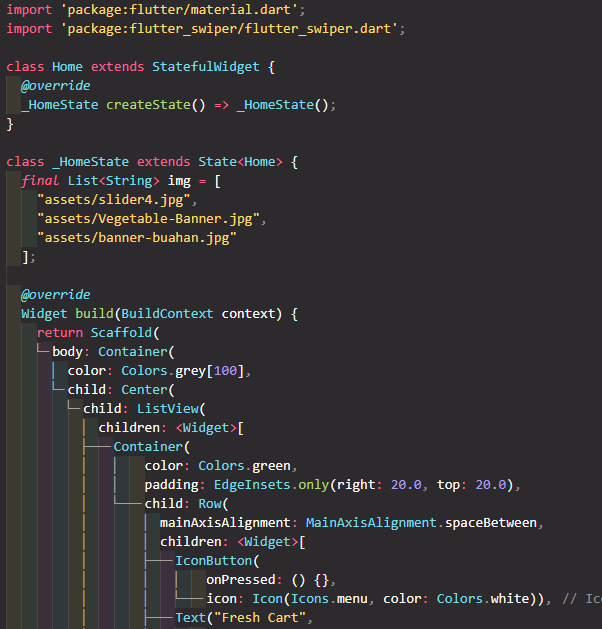 import 'package:flutter/material.dart';
import 'package:flutter_swiper/flutter_swiper.dart';

class Home extends StatefulWidget {
  @override
  _HomeState createState() => _HomeState();
}

class _HomeState extends State<Home> {
  final List<String> img = [
    "assets/slider4.jpg",
    "assets/Vegetable-Banner.jpg",
    "assets/banner-buahan.jpg"
  ];

  @override
  Widget build(BuildContext context) {
    return Scaffold(
      body: Container(
        color: Colors.grey[100],
        child: Center(
          child: ListView(
            children: <Widget>[
              Container(
                  color: Colors.green,
                  padding: EdgeInsets.only(right: 20.0, top: 20.0),
                  child: Row(
                    mainAxisAlignment: MainAxisAlignment.spaceBetween,
                    children: <Widget>[
                      IconButton(
                          onPressed: () {},
                          icon: Icon(Icons.menu, color: Colors.white)), //
                      Text("Fresh Cart",